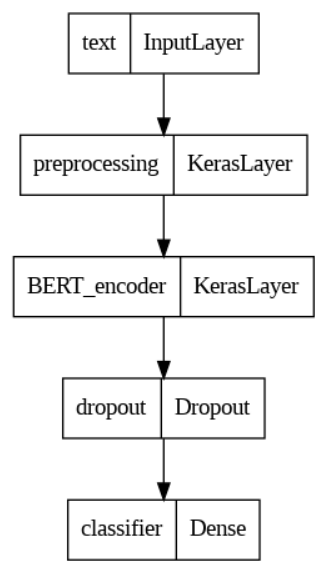 text InputLayer
preprocessing KerasLayer
BERT_encoder KerasLayer
dropout Dropout
classifier Dense